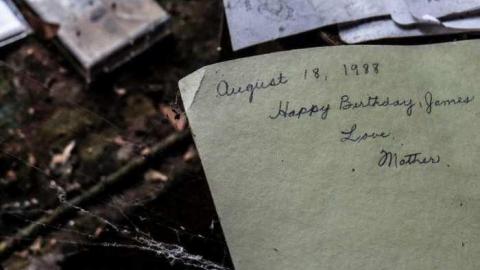 August 18, 1988
Happy Birthday, James
Love,
Mother.